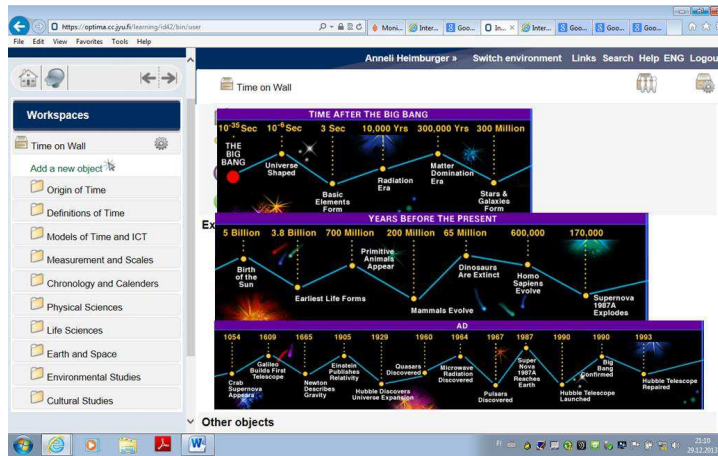 https://optima.cc.jyu.fi/learning/id42/bin/user
Moni...
Inter...
Goo...
In...
Inter...
Goo...
Goo...
Goo...
File Edit View Favorites Tools Help
Anneli Heimburger » Switch environment Links Search Help ENG Logou
Time on Wall
Workspaces
Time on Wall
Add a new object
Origin of Time
Definitions of Time
Models of Time and ICT
Measurement and Scales
Chronology and Calenders
Physical Sciences
Life Sciences
Earth and Space
Environmental Studies
Cultural Studies
TIME AFTER THE BIG BANG
10-35 Sec 10-6 Sec 3 Sec 10,000 Yrs 300,000 Yrs 300 Million
THE
BIG
BANG
Universe
Shaped
Basic
Elements
Form
Radiation
Era
Matter
Domination
Era
Stars &
Galaxies
Form
Ex
YEARS BEFORE THE PRESENT
5 Billion 3.8 Billion 700 Million 200 Million 65 Million 600,000 170,000
Birth
of the
Sun
Earliest Life Forms
Primitive
Animals
Appear
Mammals Evolve
Dinosaurs
Are Extinct
Homo
Sapiens
Evolve
Supernova
1987A
Explodes
AD
1054 1609 1665 1905 1929 1960 1964 1967 1987 1990 1990 1993
Crab
Supernova
Appears
Galileo
Builds First
Telescope
Newton
Describes
Gravity
Einstein
Publishes
Relativity
Hubble Discovers
Universe Expansion
Quasars
Discovered
Microwave
Radiation
Discovered
Pulsars
Discovered
Super
Nova
1987A
Reaches
Earth
Hubble Telescope
Launched
Big
Bang
Confirmed
Hubble Telescope
Repaired
Other objects
21:10
29.12.2013